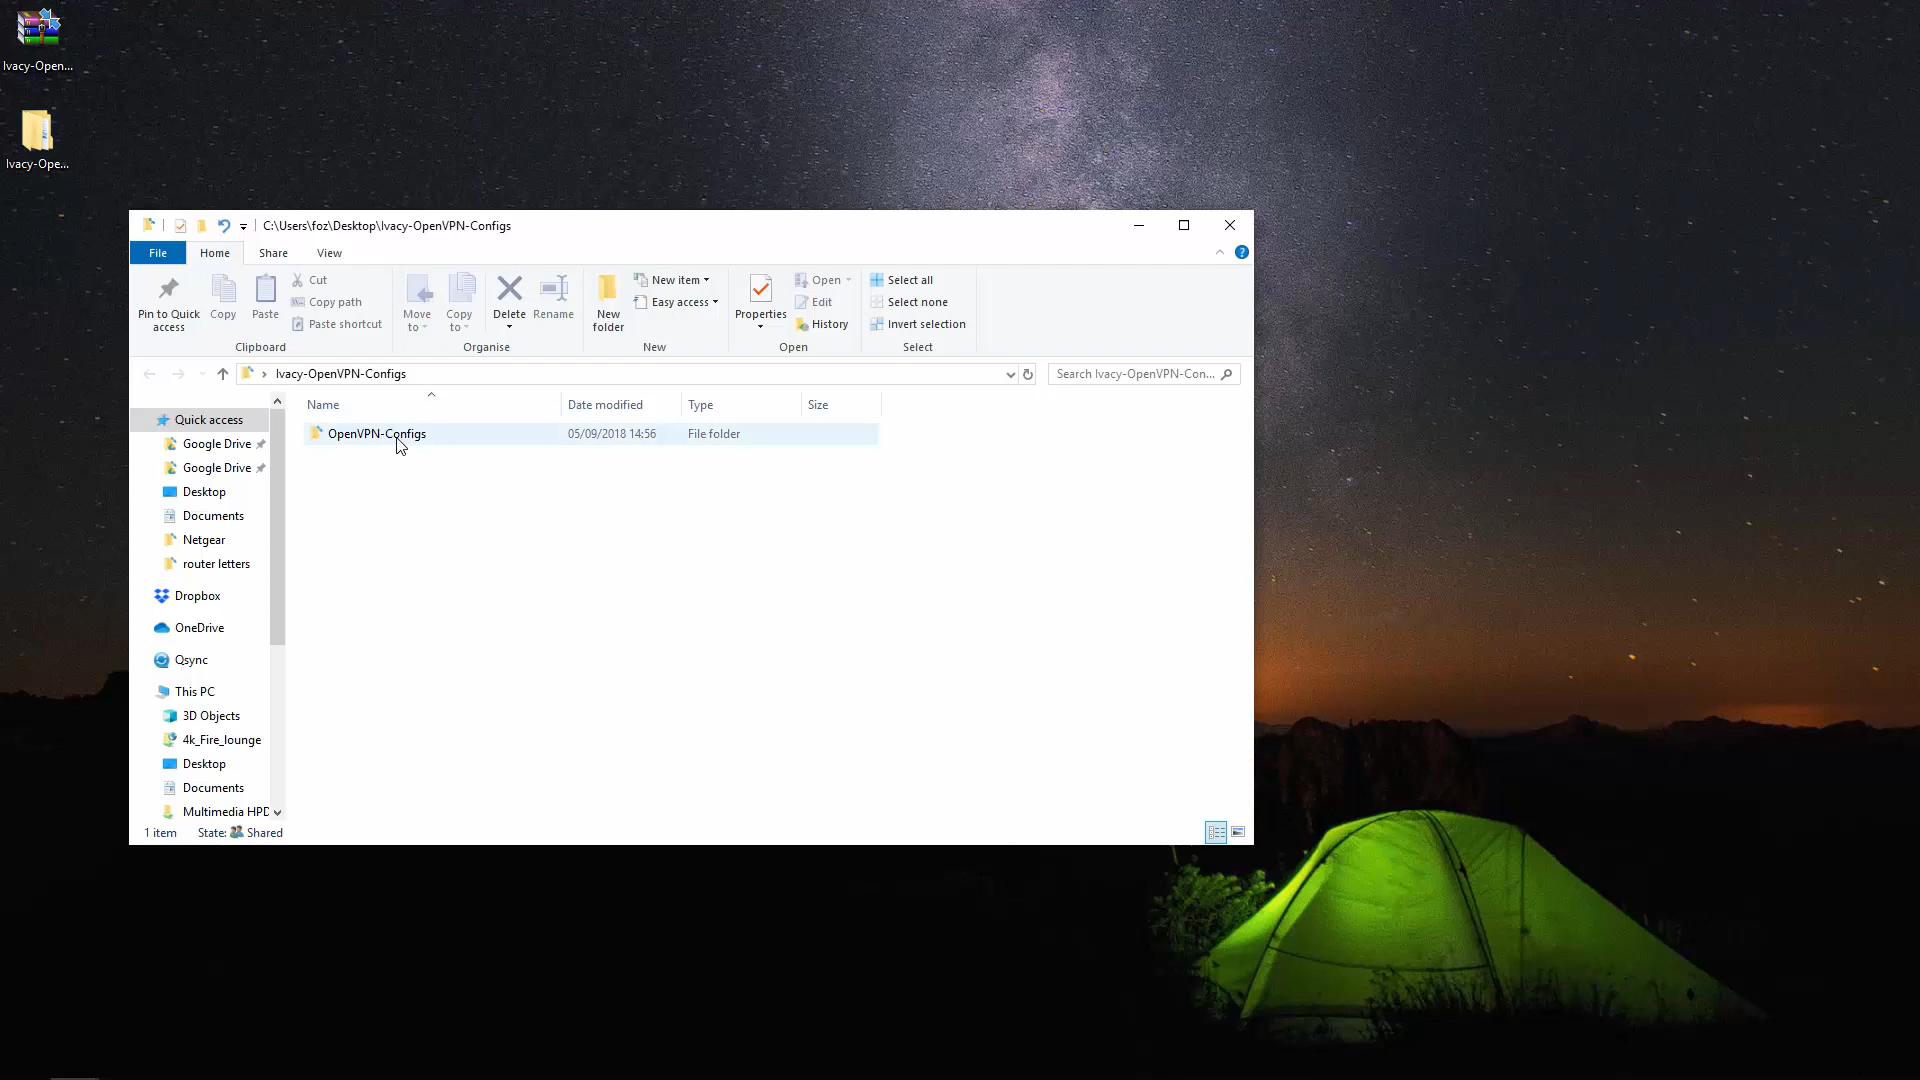 Ivacy-Open...
Ivacy-Ope...
C:\Users\foz\Desktop\Ivacy-OpenVPN-Configs
File Home Share View
Pin to Quick access
Copy
Paste
Cut
Copy path
Paste shortcut
Clipboard
Move to
Copy to
Delete
Rename
Organise
New folder
New item
Easy access
New
Properties
Open
Edit
History
Open
Select all
Select none
Invert selection
Select
Ivacy-OpenVPN-Configs
Search Ivacy-OpenVPN-Con...
Name Date modified Type Size
OpenVPN-Configs 05/09/2018 14:56 File folder
Quick access
Google Drive
Google Drive
Desktop
Documents
Netgear
router letters
Dropbox
OneDrive
Qsync
This PC
3D Objects
4k_Fire_lounge
Desktop
Documents
Multimedia HPD
1 item State: Shared